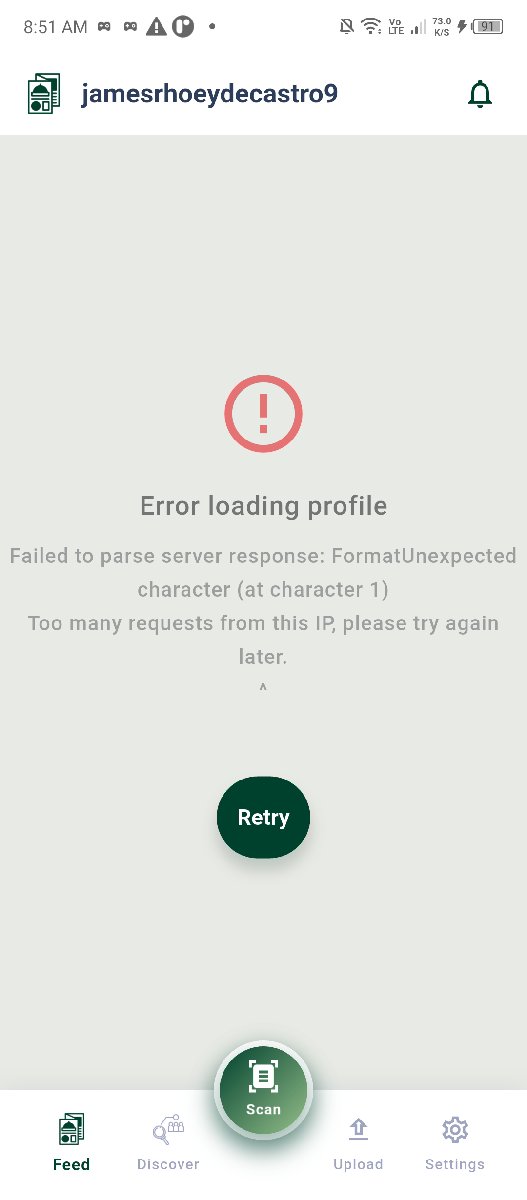 8:51 AM
Vo LTE
73.0 K/S
91
jamesrhoeydecastro9
Error loading profile
Failed to parse server response: FormatUnexpected
character (at character 1)
Too many requests from this IP, please try again
later.
^
Retry
Scan
Feed
Discover
Upload
Settings